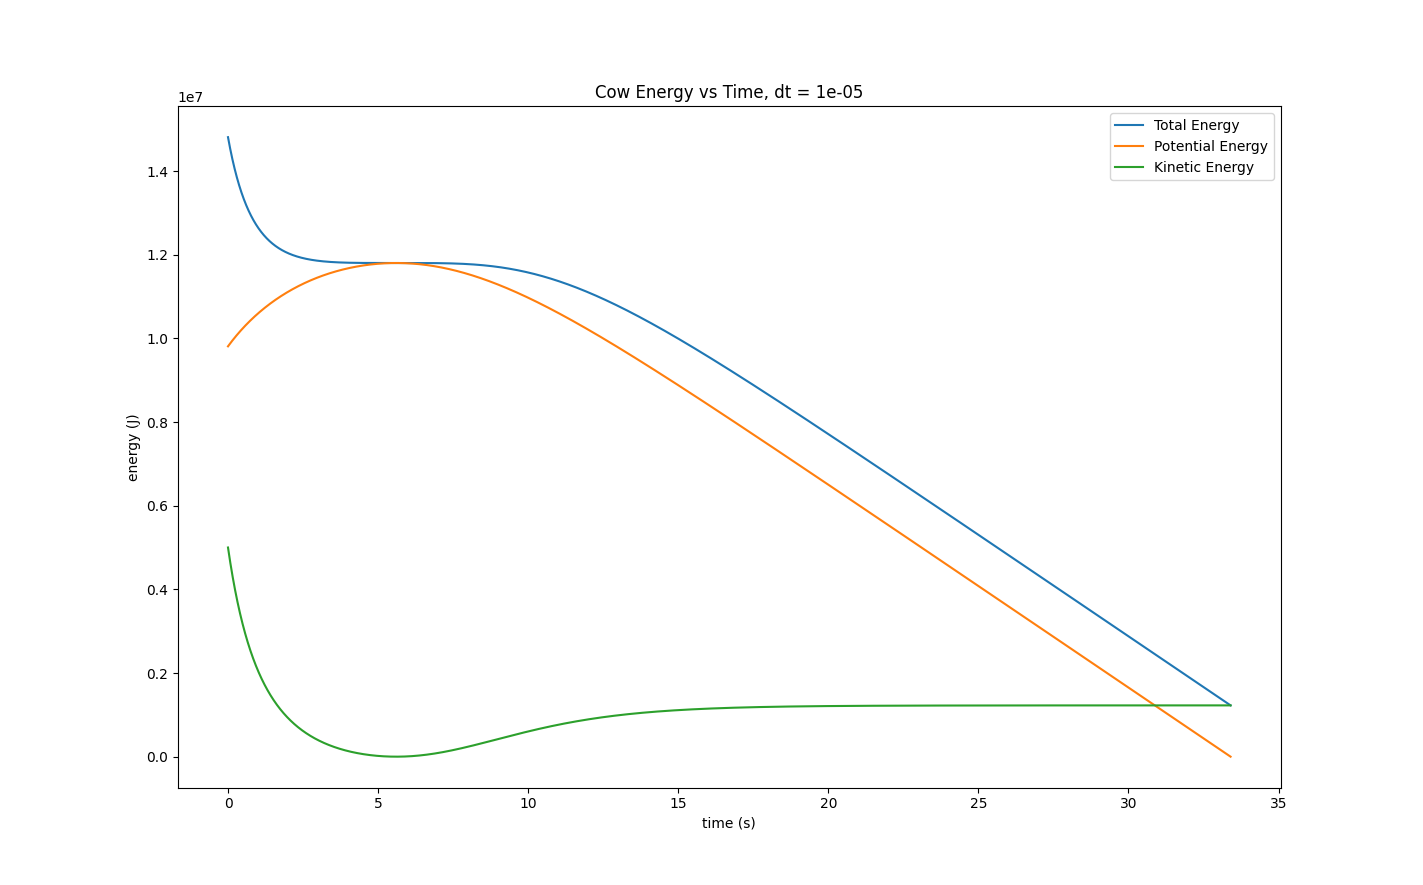 Cow Energy vs Time, dt = 1e-05
1e7
Total Energy
Potential Energy
Kinetic Energy
1.4
1.2
1.0
0.8
0.6
0.4
0.2
0.0
energy (J)
0 5 10 15 20 25 30 35
time (s)